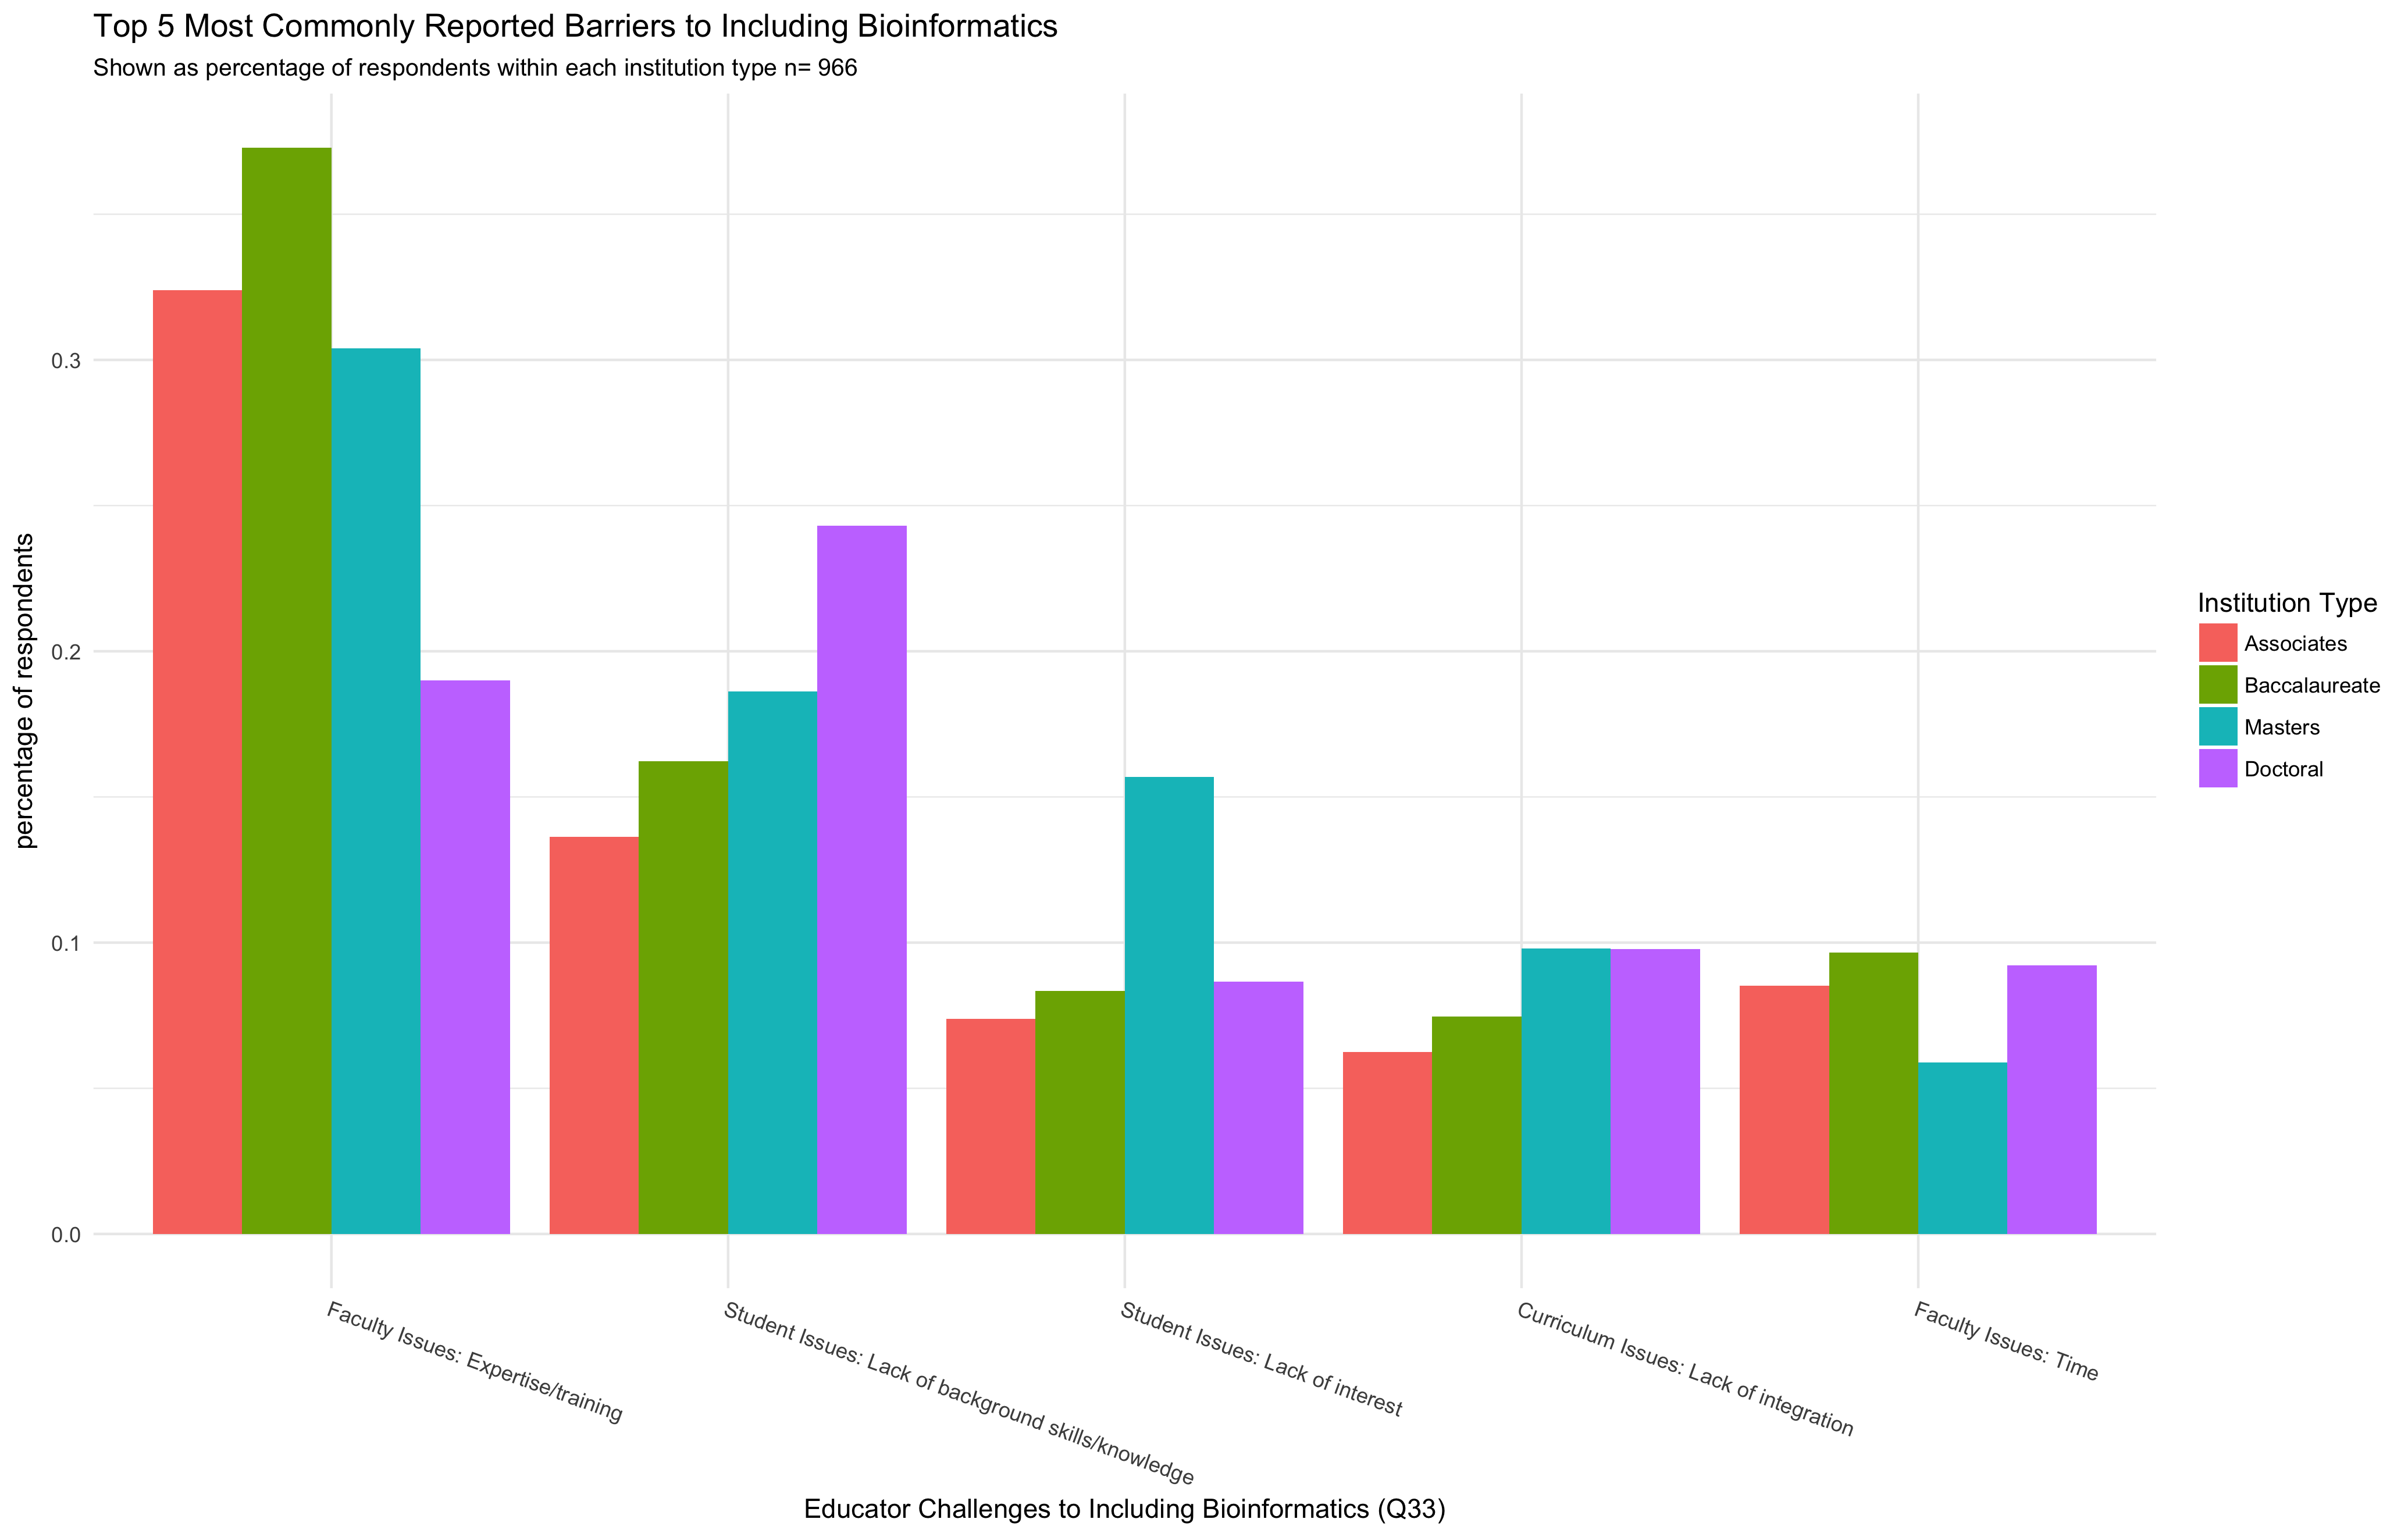 Top 5 Most Commonly Reported Barriers to Including Bioinformatics
Shown as percentage of respondents within each institution type n= 966
percentage of respondents
0.3
0.2
0.1
0.0
Institution Type
Associates
Baccalaureate
Masters
Doctoral
Faculty Issues: Expertise/training
Student Issues: Lack of background skills/knowledge
Student Issues: Lack of interest
Curriculum Issues: Lack of integration
Faculty Issues: Time
Educator Challenges to Including Bioinformatics (Q33)